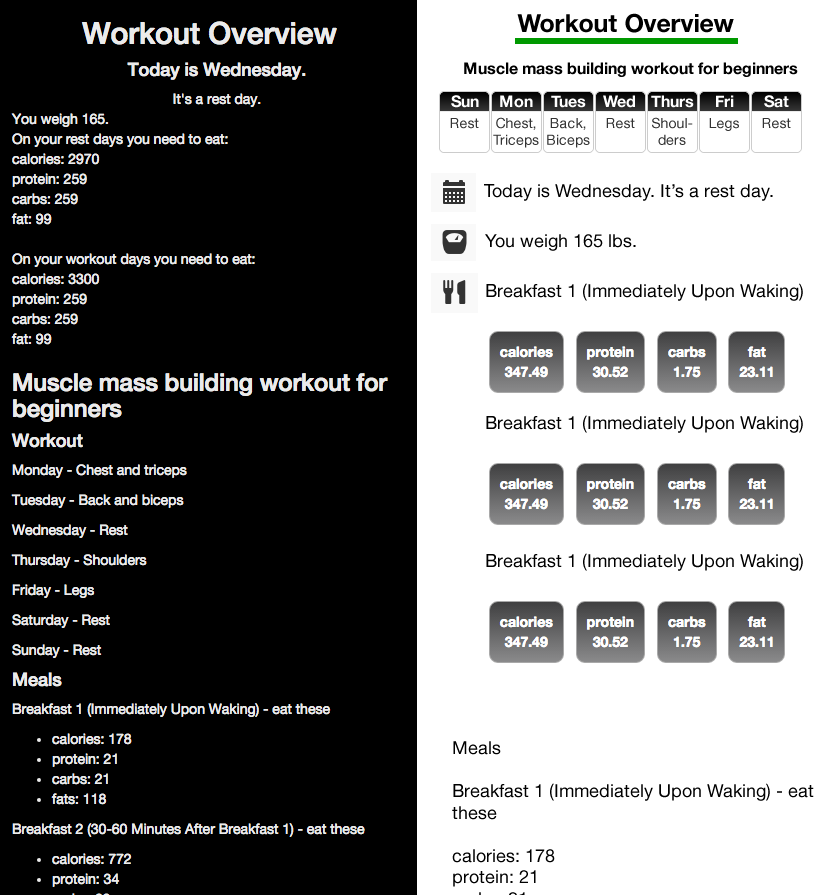 Workout Overview
Today is Wednesday.
It's a rest day.
You weigh 165.
On your rest days you need to eat:
calories: 2970
protein: 259
carbs: 259
fat: 99
On your workout days you need to eat:
calories: 3300
protein: 259
carbs: 259
fat: 99
Muscle mass building workout for
beginners
Workout
Monday - Chest and triceps
Tuesday - Back and biceps
Wednesday - Rest
Thursday - Shoulders
Friday - Legs
Saturday - Rest
Sunday - Rest
Meals
Breakfast 1 (Immediately Upon Waking) - eat these
• calories: 178
• protein: 21
• carbs: 21
• fats: 118
Breakfast 2 (30-60 Minutes After Breakfast 1) - eat these
• calories: 772
• protein: 34
Workout Overview
Muscle mass building workout for beginners
Sun Mon Tues Wed Thurs Fri Sat
Rest Chest, Back, Rest Shoul- Legs Rest
Triceps Biceps ders
Today is Wednesday. It’s a rest day.
You weigh 165 lbs.
Breakfast 1 (Immediately Upon Waking)
calories protein carbs fat
347.49 30.52 1.75 23.11
Breakfast 1 (Immediately Upon Waking)
calories protein carbs fat
347.49 30.52 1.75 23.11
Breakfast 1 (Immediately Upon Waking)
calories protein carbs fat
347.49 30.52 1.75 23.11
Meals
Breakfast 1 (Immediately Upon Waking) - eat
these
calories: 178
protein: 21